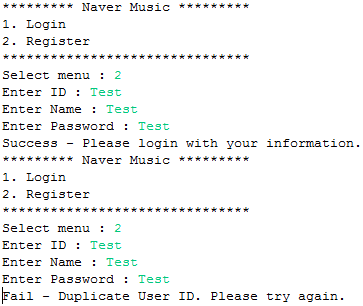 ********* Naver Music *********
1. Login
2. Register
*******************************
Select menu : 2
Enter ID : Test
Enter Name : Test
Enter Password : Test
Success - Please login with your information.
********* Naver Music *********
1. Login
2. Register
*******************************
Select menu : 2
Enter ID : Test
Enter Name : Test
Enter Password : Test
Fail - Duplicate User ID. Please try again.